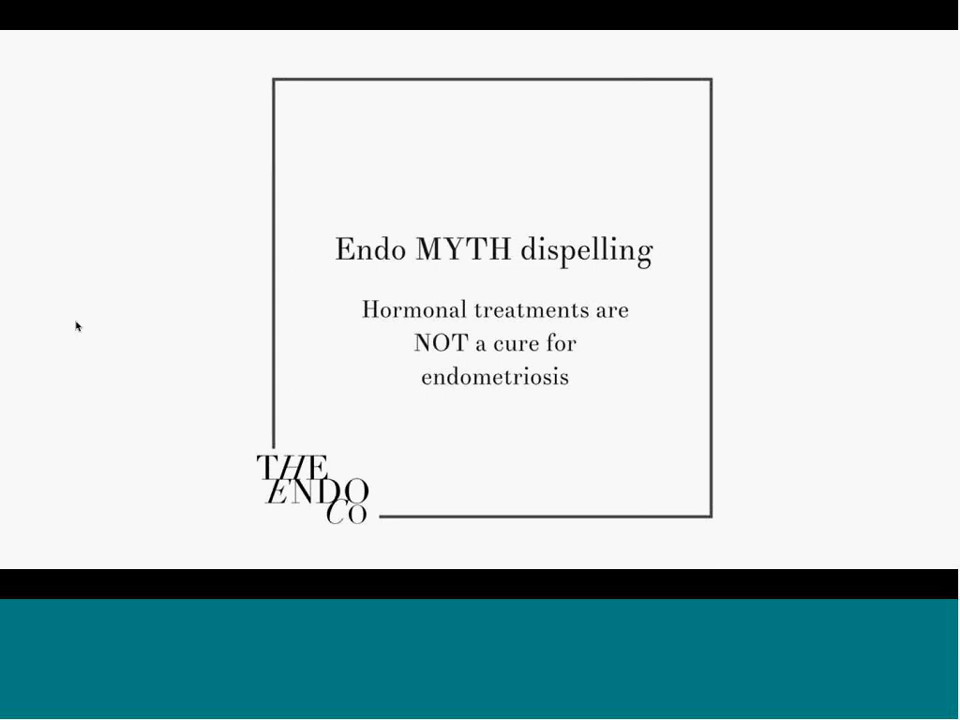 Endo MYTH dispelling
Hormonal treatments are
NOT a cure for
endometriosis
THE
ENDO
Co